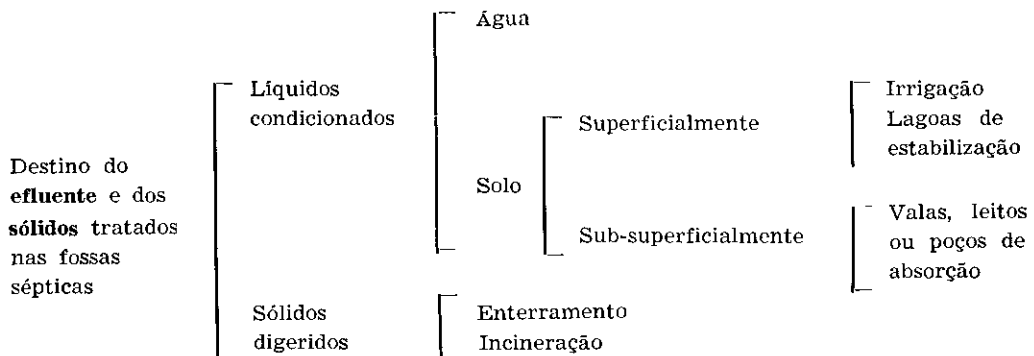 Destino do
efluente e dos
sólidos tratados
nas fossas
sépticas
Líquidos
condicionados
Água
Solo
Superficialmente
Irrigação
Lagoas de
estabilização
Sub-superficialmente
Valas, leitos
ou poços de
absorção
Sólidos
digeridos
Enterramento
Incineração